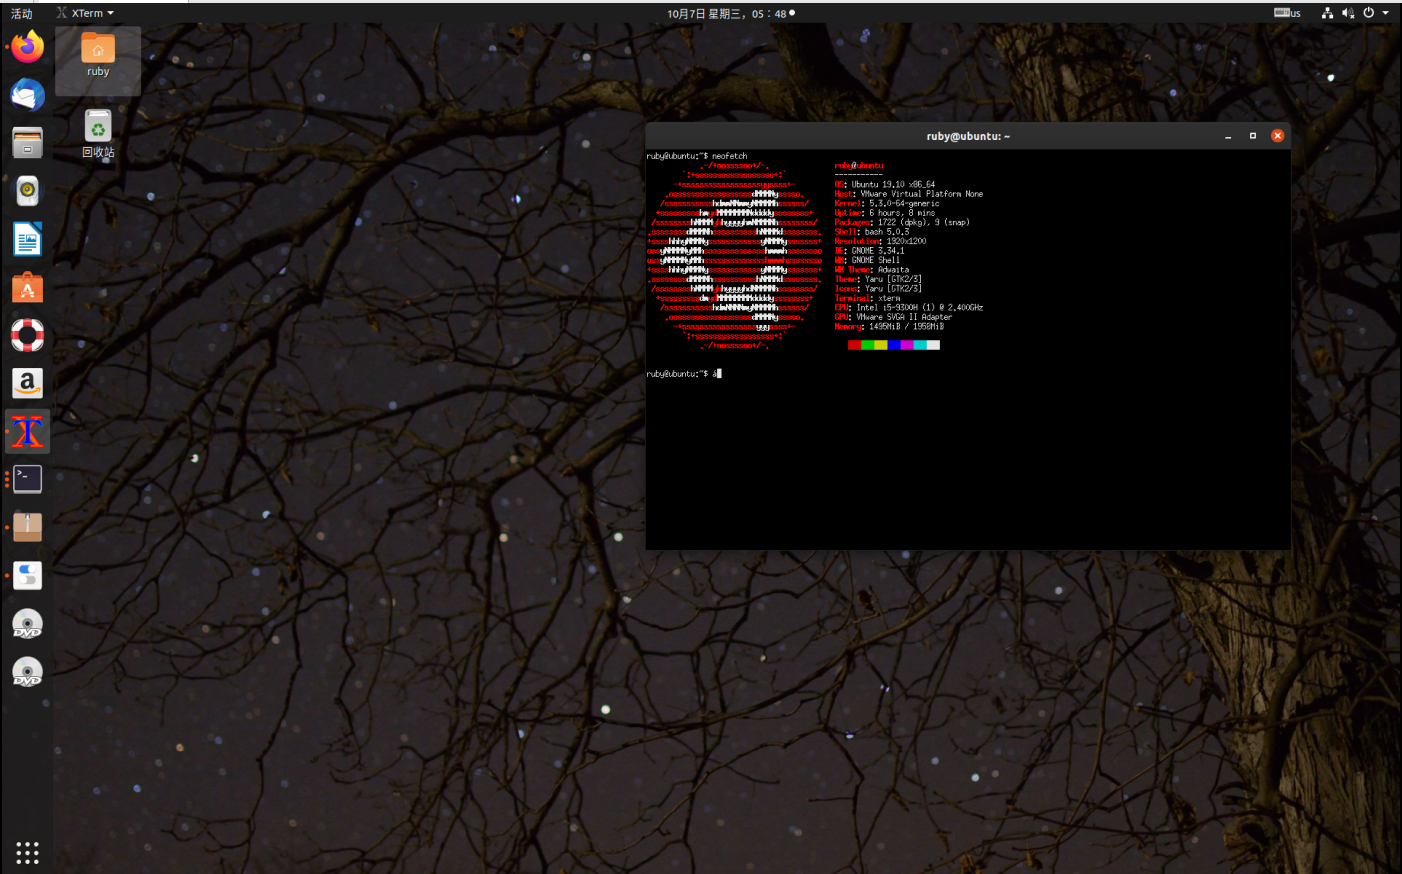 活动
XTerm
10月7日 星期三，05：48
us
ruby
回收站
ruby@ubuntu: ~
ruby@ubuntu:~$ neofetch
ruby@ubuntu
-----------
OS: Ubuntu 19.10 x86_64
Host: VMware Virtual Platform None
Kernel: 5.3.0-64-generic
Uptime: 6 hours, 8 mins
Packages: 1722 (dpkg), 9 (snap)
Shell: bash 5.0.3
Resolution: 1920x1200
DE: GNOME 3.34.1
WM: GNOME Shell
WM Theme: Adwaita
Theme: Yaru [GTK2/3]
Icons: Yaru [GTK2/3]
Terminal: xterm
CPU: Intel i5-9300H (1) @ 2.400GHz
GPU: VMware SVGA II Adapter
Memory: 1495MiB / 1950MiB
ruby@ubuntu:~$
DVD
DVD